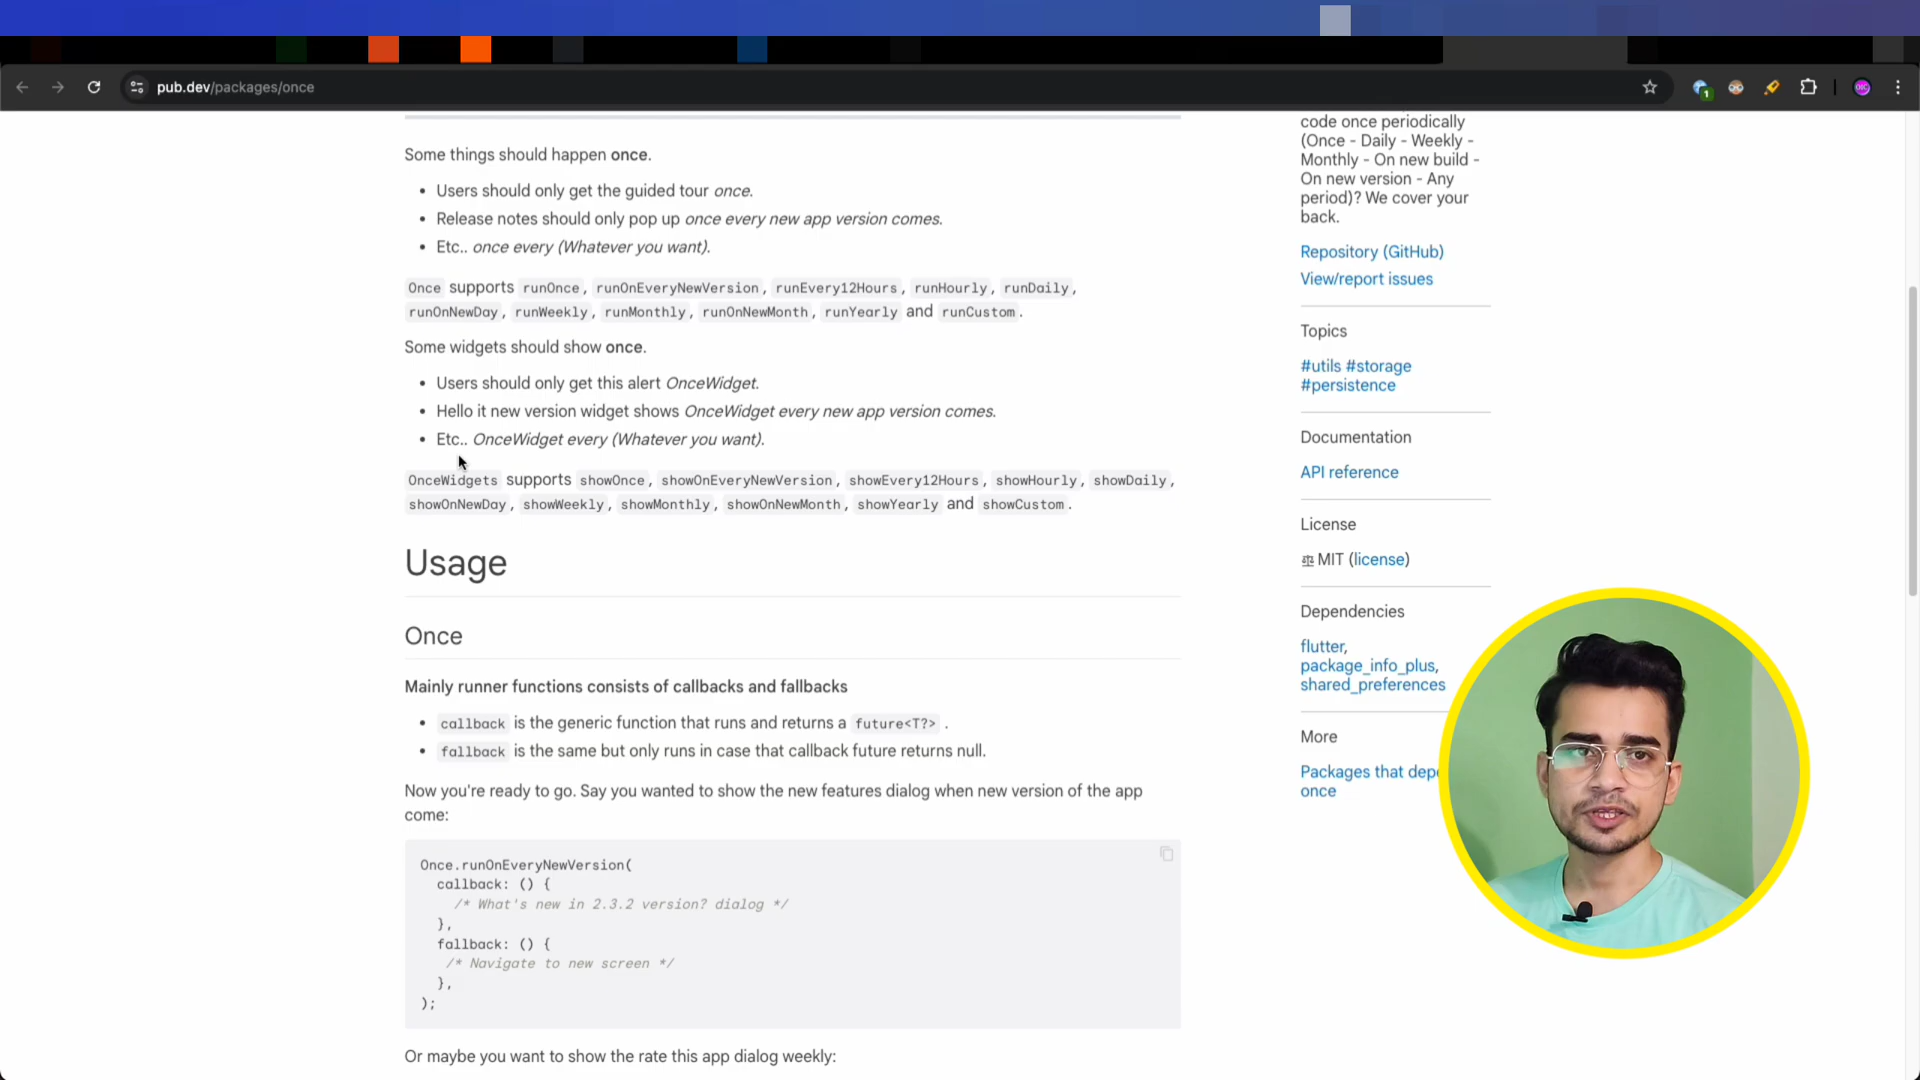 pub.dev/packages/once
1
Some things should happen once.
• Users should only get the guided tour once.
• Release notes should only pop up once every new app version comes.
• Etc.. once every (Whatever you want).
Once supports runOnce, runOnEveryNewVersion, runEvery12Hours, runHourly, runDaily,
runOnNewDay, runWeekly, runMonthly, runOnNewMonth, runYearly and runCustom.
Some widgets should show once.
• Users should only get this alert OnceWidget.
• Hello it new version widget shows OnceWidget every new app version comes.
• Etc.. OnceWidget every (Whatever you want).
OnceWidgets supports showOnce, showOnEveryNewVersion, showEvery12Hours, showHourly, showDaily,
showOnNewDay, showWeekly, showMonthly, showOnNewMonth, showYearly and showCustom.
Usage
Once
Mainly runner functions consists of callbacks and fallbacks
• callback is the generic function that runs and returns a future<T?> .
• fallback is the same but only runs in case that callback future returns null.
Now you're ready to go. Say you wanted to show the new features dialog when new version of the app
come:
Once.runOnEveryNewVersion(
callback: () {
/* What's new in 2.3.2 version? dialog */
},
fallback: () {
/* Navigate to new screen */
},
);
Or maybe you want to show the rate this app dialog weekly:
code once periodically
(Once - Daily - Weekly -
Monthly - On new build -
On new version - Any
period)? We cover your
back.
Repository (GitHub)
View/report issues
Topics
#utils #storage
#persistence
Documentation
API reference
License
MIT (license)
Dependencies
flutter,
package_info_plus,
shared_preferences
More
Packages that dep
once